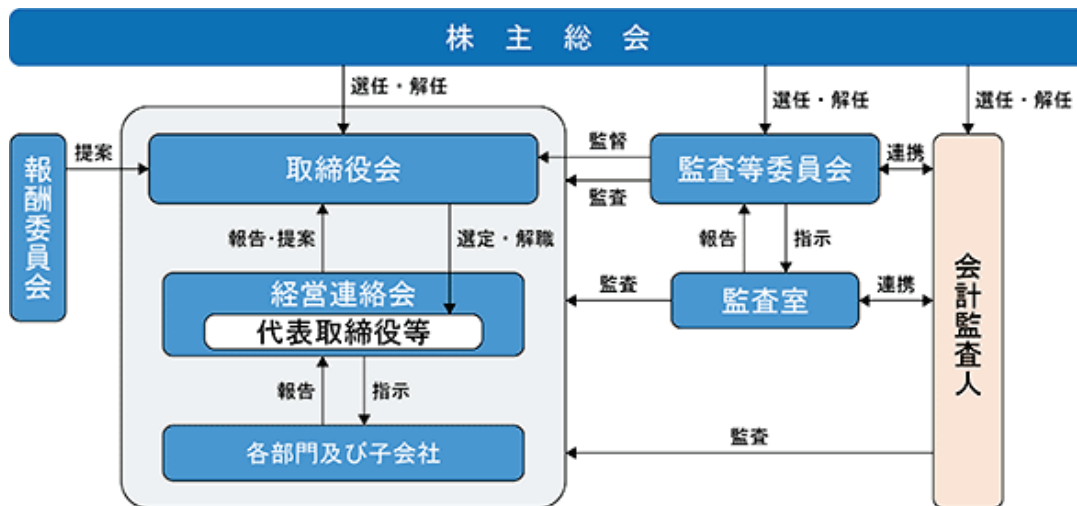 株主総会
選任・解任
選任・解任
選任・解任
報酬委員会
提案
取締役会
監督
監査
監査等委員会
連携
報告・提案
選定・解職
報告
指示
経営連絡会
代表取締役等
監査
監査室
連携
会計監査人
報告
指示
各部門及び子会社
監査